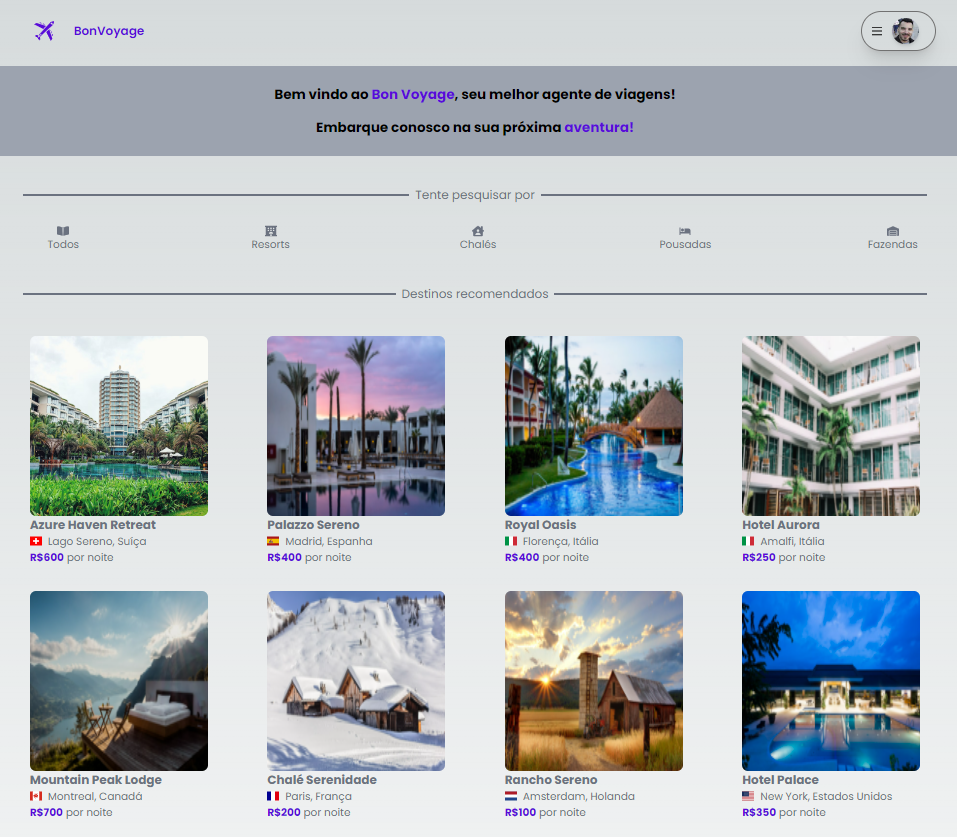 BonVoyage
Bem vindo ao Bon Voyage, seu melhor agente de viagens!
Embarque conosco na sua próxima aventura!
Tente pesquisar por
Todos
Resorts
Chalés
Pousadas
Fazendas
Destinos recomendados
Azure Haven Retreat
Lago Sereno, Suíça
R$600 por noite
Palazzo Sereno
Madrid, Espanha
R$400 por noite
Royal Oasis
Florença, Itália
R$400 por noite
Hotel Aurora
Amalfi, Itália
R$250 por noite
Mountain Peak Lodge
Montreal, Canadá
R$700 por noite
Chalé Serenidade
Paris, França
R$200 por noite
Rancho Sereno
Amsterdam, Holanda
R$100 por noite
Hotel Palace
New York, Estados Unidos
R$350 por noite